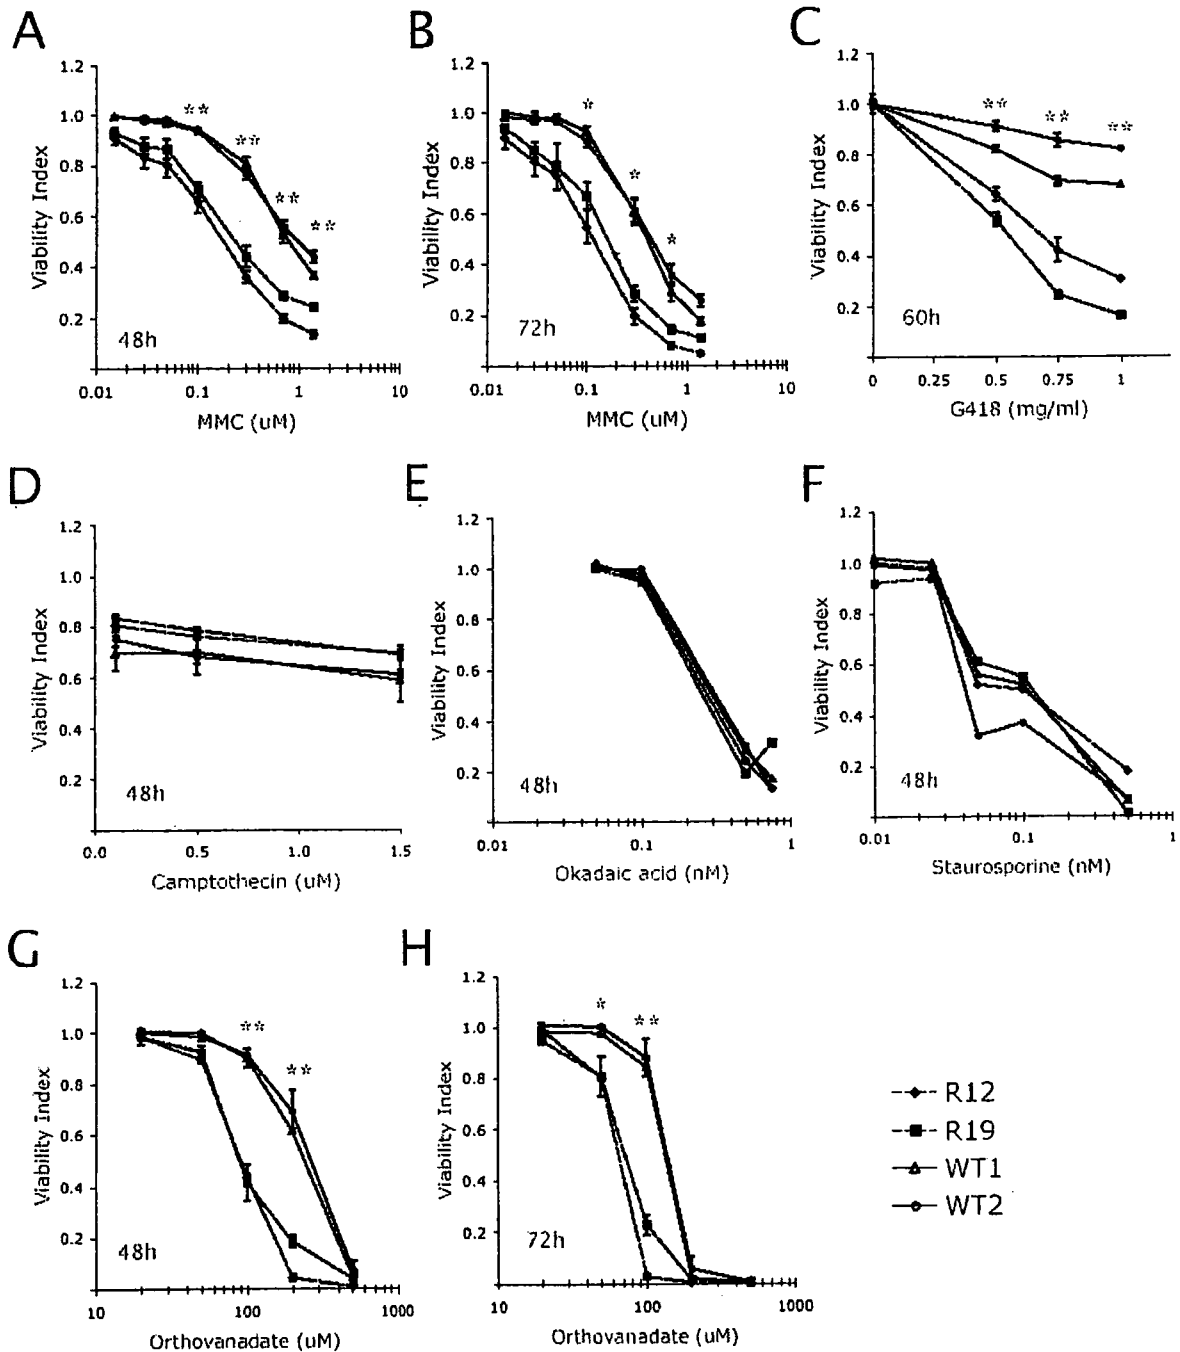 A
B
C
1.2
1.0
0.8
0.6
0.4
0.2
Viability Index
**
**
**
**
48h
0.01
0.1
1
10
MMC (uM)
1.2
1.0
0.8
0.6
0.4
0.2
Viability Index
*
*
*
72h
0.01
0.1
1
10
MMC (uM)
1.2
1.0
0.8
0.6
0.4
0.2
Viability Index
**
**
**
60h
0
0.25
0.5
0.75
1
G418 (mg/ml)
D
E
F
1.2
1.0
0.8
0.6
0.4
0.2
Viability Index
48h
0.0
0.5
1.0
1.5
Camptothecin (uM)
1.2
1.0
0.8
0.6
0.4
0.2
Viability Index
48h
0.01
0.1
1
Okadaic acid (nM)
1.2
1.0
0.8
0.6
0.4
0.2
Viability Index
48h
0.01
0.1
1
Staurosporine (nM)
G
H
1.2
1.0
0.8
0.6
0.4
0.2
Viability Index
**
**
48h
10
100
1000
Orthovanadate (uM)
1.2
1.0
0.8
0.6
0.4
0.2
Viability Index
*
**
72h
10
100
1000
Orthovanadate (uM)
R12
R19
WT1
WT2